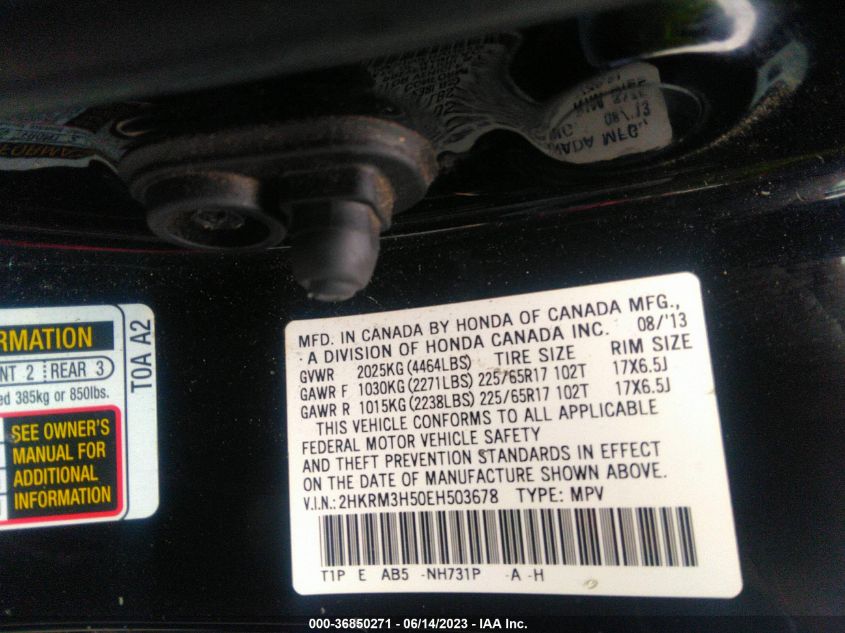 08/'13
RMATION
NT 2 REAR 3
ed 385kg or 850lbs.
SEE OWNER'S
MANUAL FOR
ADDITIONAL
INFORMATION
T0A A2
MFD. IN CANADA BY HONDA OF CANADA MFG.,
A DIVISION OF HONDA CANADA INC. 08/'13
GVWR 2025KG (4464LBS) TIRE SIZE RIM SIZE
GAWR F 1030KG (2271LBS) 225/65R17 102T 17X6.5J
GAWR R 1015KG (2238LBS) 225/65R17 102T 17X6.5J
THIS VEHICLE CONFORMS TO ALL APPLICABLE
FEDERAL MOTOR VEHICLE SAFETY
AND THEFT PREVENTION STANDARDS IN EFFECT
ON THE DATE OF MANUFACTURE SHOWN ABOVE.
V.I.N.: 2HKRM3H50EH503678 TYPE: MPV
T1P E AB5 -NH731P -A -H
000-36850271 - 06/14/2023 - IAA Inc.